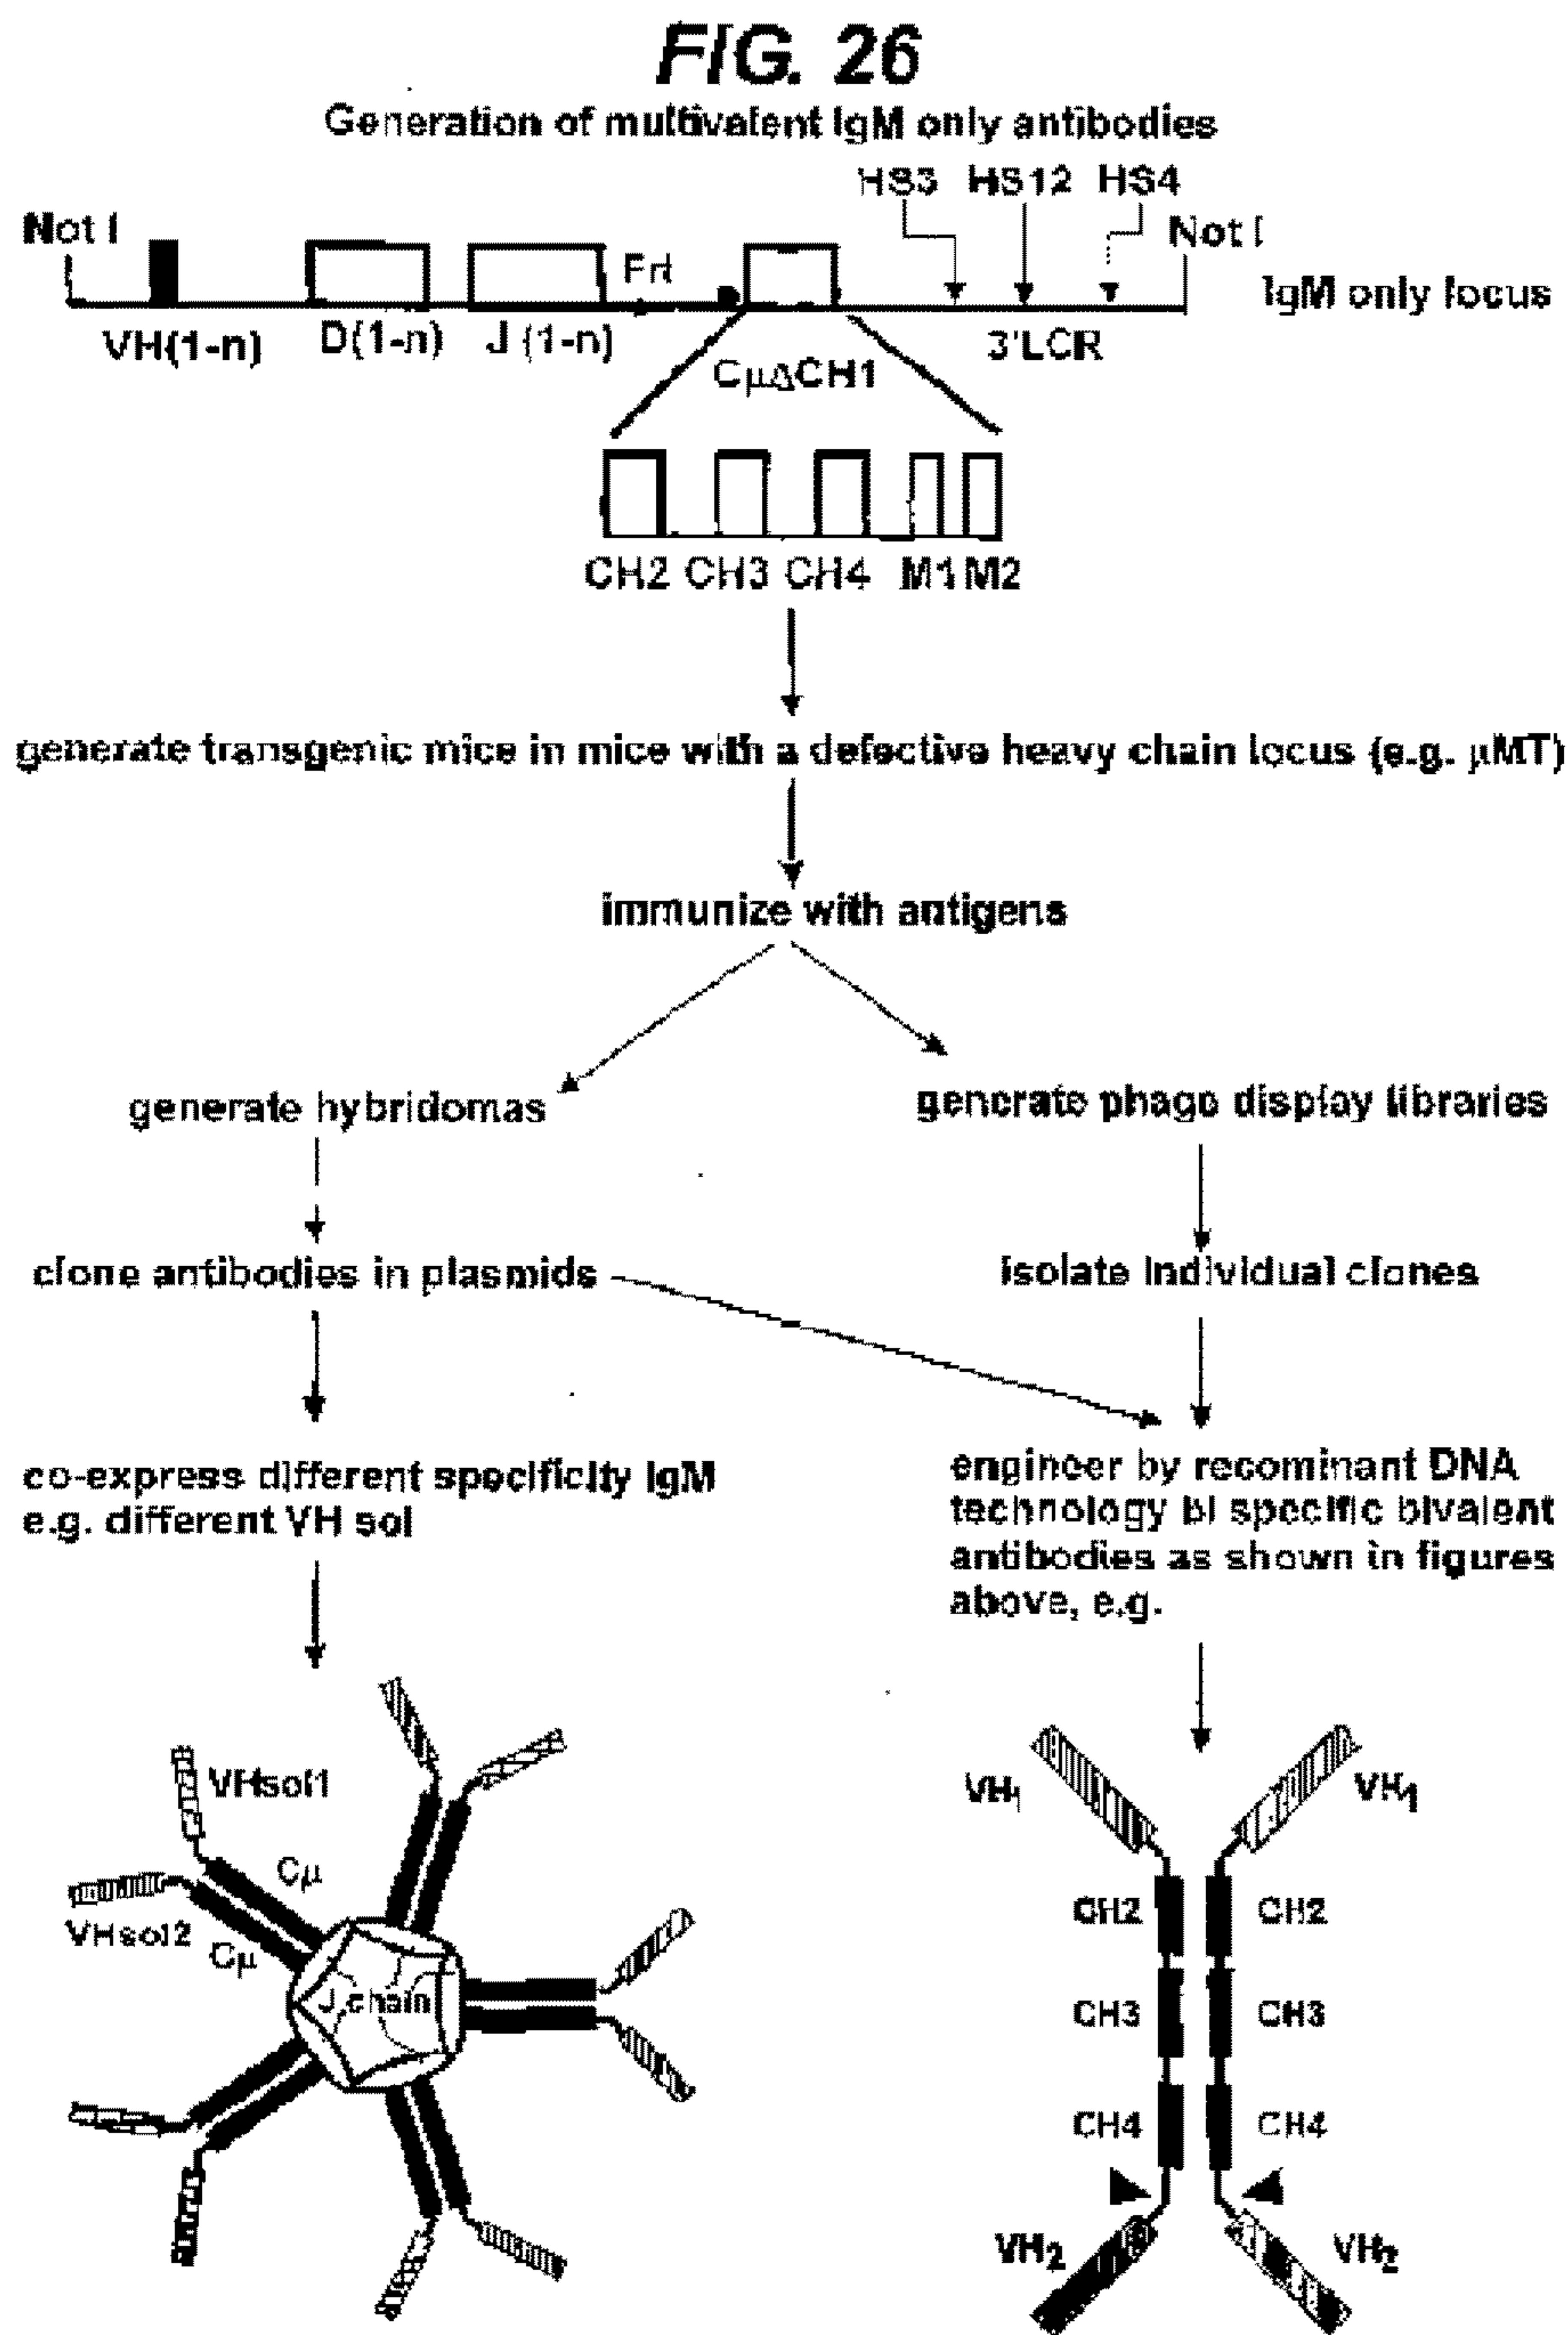 FIG. 26
Generation of multivalent IgM only antibodies
HS3 HS12 HS4
Not I
Not I
Frt
IgM only locus
VH(1-n) D(1-n) J (1-n)
3'LCR
CµΔCH1
CH2 CH3 CH4 M1 M2
generate transgenic mice in mice with a defective heavy chain locus (e.g. µMT)
immunize with antigens
generate hybridomas
generate phage display libraries
clone antibodies in plasmids
isolate individual clones
co-express different specificity IgM
e.g. different VH sol
engineer by recominant DNA
technology bi specific bivalent
antibodies as shown in figures
above, e.g.
VHsol1
Cµ
VHsol2
Cµ
J chain
VH1 VH1
CH2 CH2
CH3 CH3
CH4 CH4
VH2 VH2